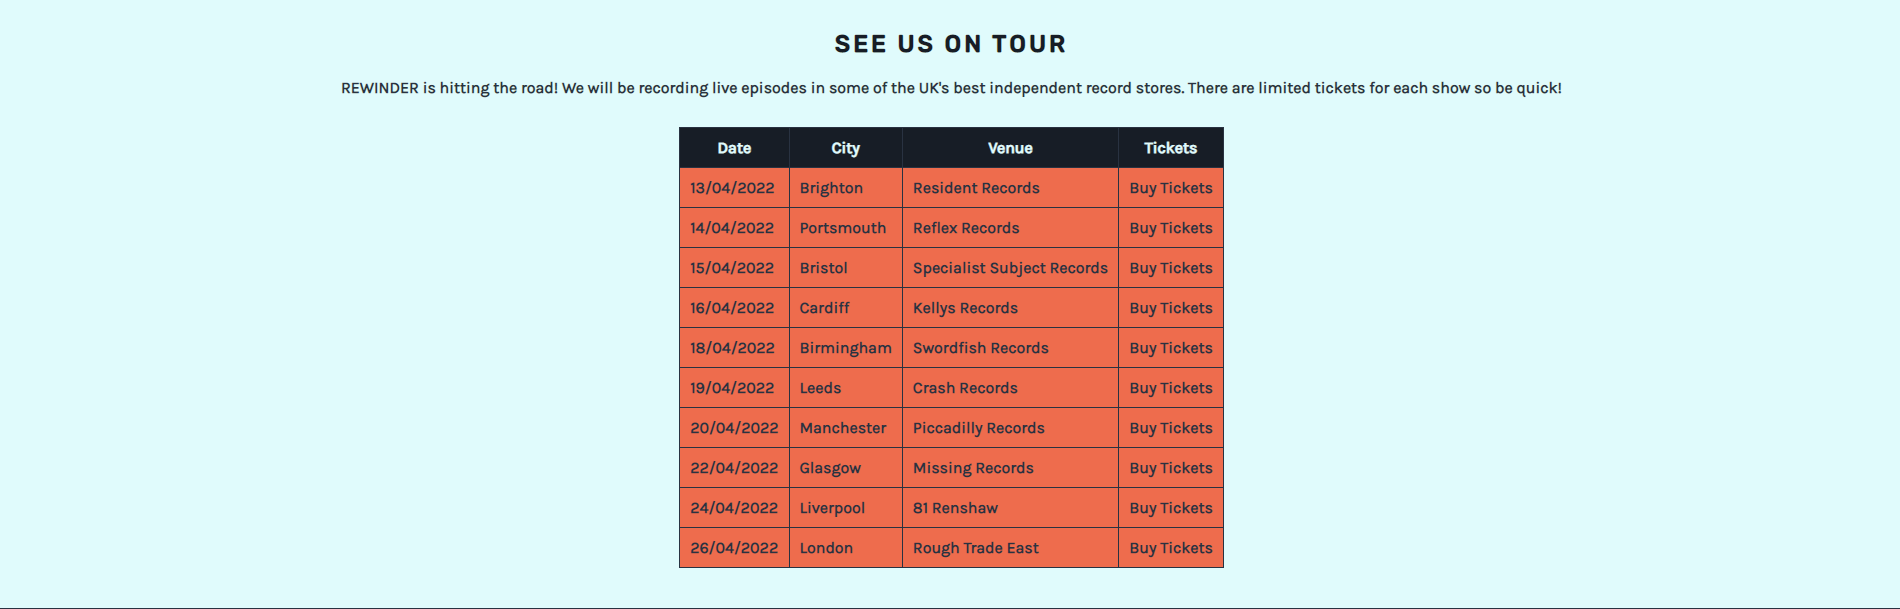 SEE US ON TOUR
REWINDER is hitting the road! We will be recording live episodes in some of the UK's best independent record stores. There are limited tickets for each show so be quick!
Date City Venue Tickets
13/04/2022 Brighton Resident Records Buy Tickets
14/04/2022 Portsmouth Reflex Records Buy Tickets
15/04/2022 Bristol Specialist Subject Records Buy Tickets
16/04/2022 Cardiff Kellys Records Buy Tickets
18/04/2022 Birmingham Swordfish Records Buy Tickets
19/04/2022 Leeds Crash Records Buy Tickets
20/04/2022 Manchester Piccadilly Records Buy Tickets
22/04/2022 Glasgow Missing Records Buy Tickets
24/04/2022 Liverpool 81 Renshaw Buy Tickets
26/04/2022 London Rough Trade East Buy Tickets